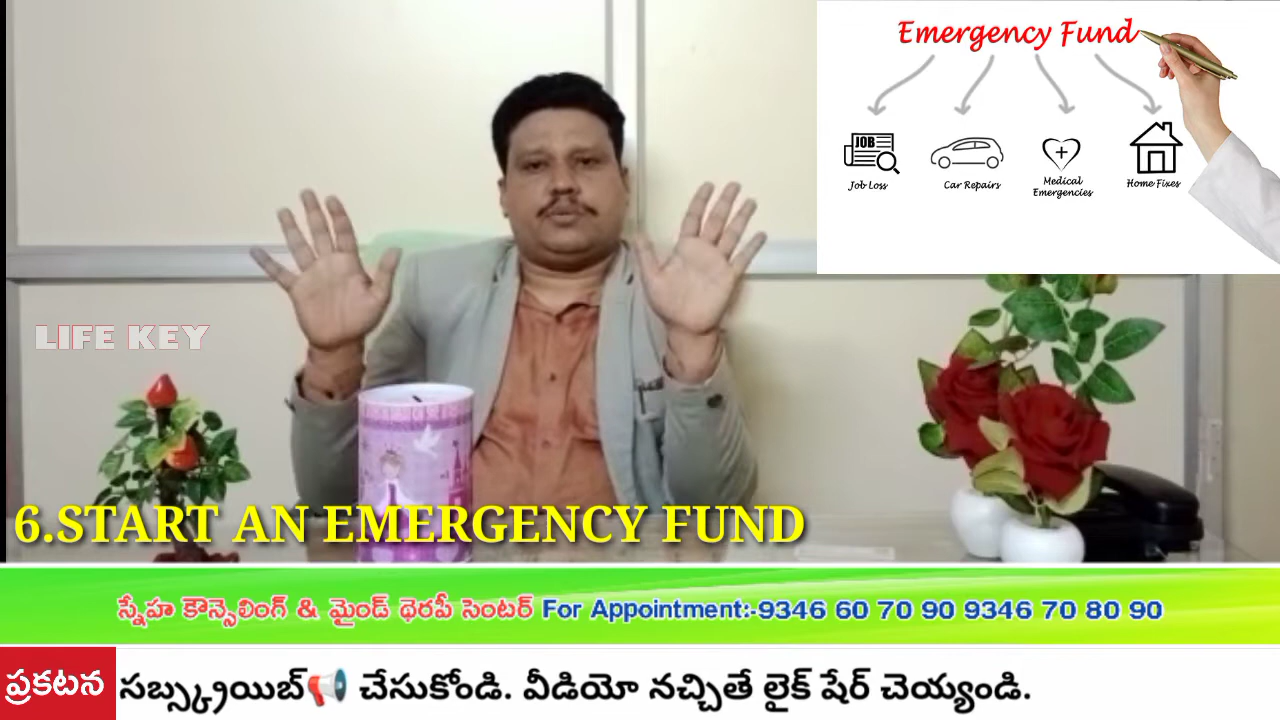 Emergency Fund
JOB
Job Loss
Car Repairs
Medical
Emergencies
Home Fixes
LIFE KEY
6.START AN EMERGENCY FUND
స్నేహ కౌన్సెలింగ్ & మైండ్ థెరపీ సెంటర్ For Appointment:-9346 60 70 90 9346 70 80 90
ప్రకటన
సబ్స్క్రయిబ్📢 చేసుకోండి. వీడియో నచ్చితే లైక్ షేర్ చెయ్యండి.